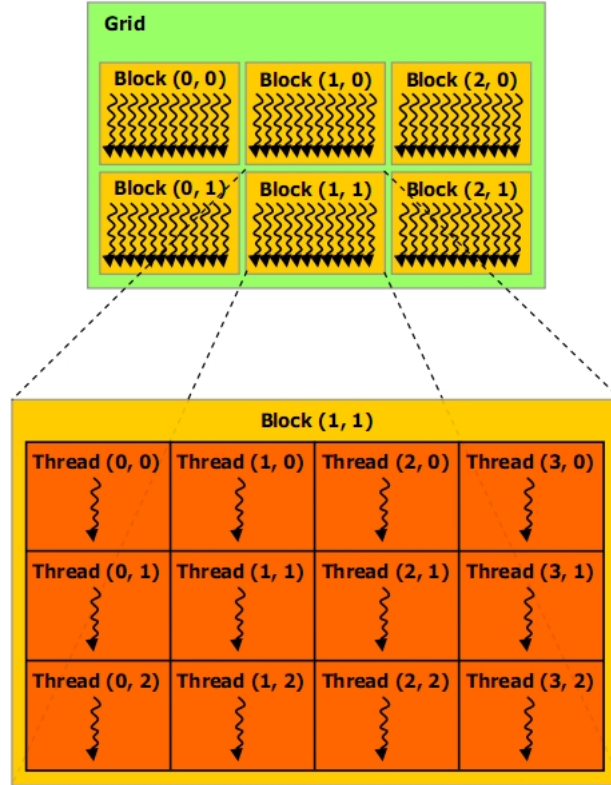 Grid
Block (0, 0) Block (1, 0) Block (2, 0)
Block (0, 1) Block (1, 1) Block (2, 1)
Block (1, 1)
Thread (0, 0) Thread (1, 0) Thread (2, 0) Thread (3, 0)
Thread (0, 1) Thread (1, 1) Thread (2, 1) Thread (3, 1)
Thread (0, 2) Thread (1, 2) Thread (2, 2) Thread (3, 2)